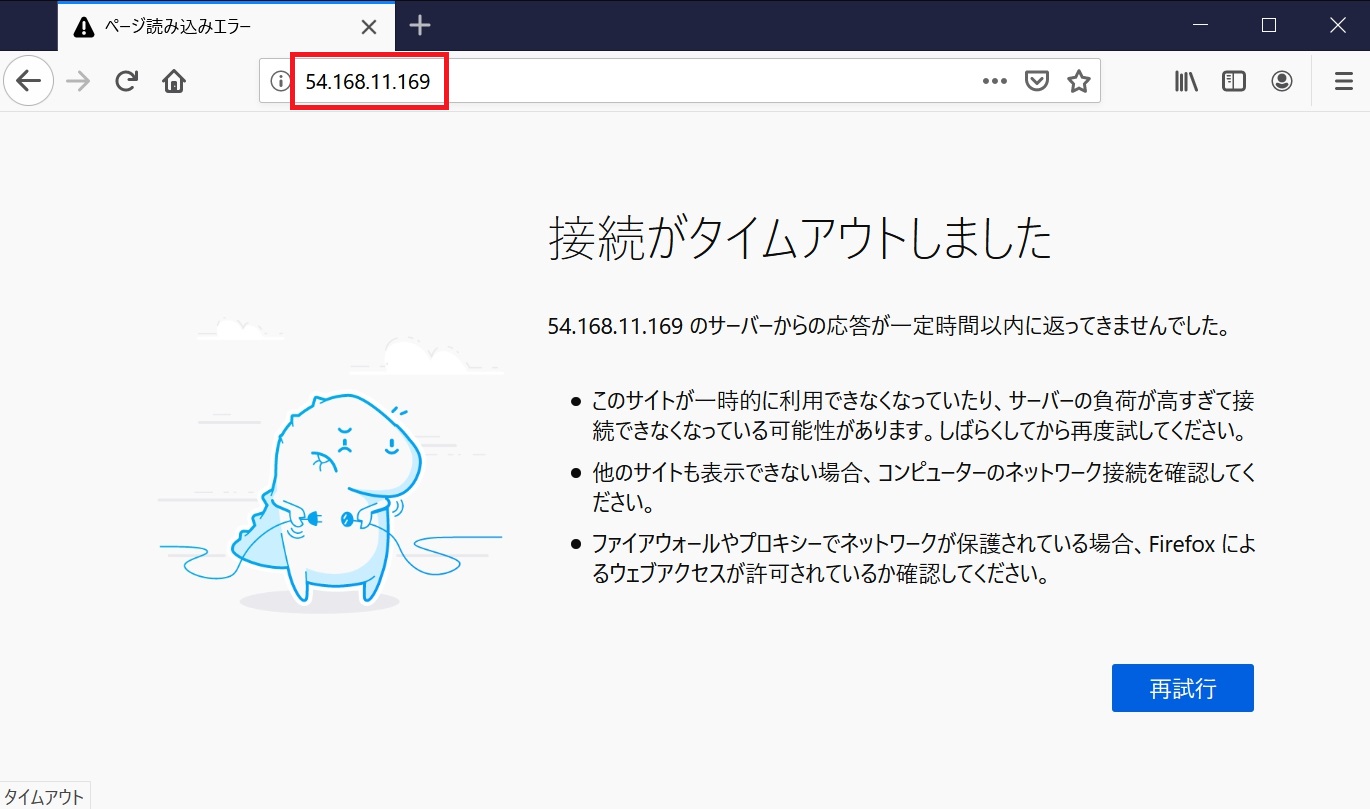 ページ読み込みエラー
54.168.11.169
接続がタイムアウトしました
54.168.11.169 のサーバーからの応答が一定時間以内に返ってきませんでした。
● このサイトが一時的に利用できなくなっていたり、サーバーの負荷が高すぎて接
続できなくなっている可能性があります。しばらくしてから再度試してください。
● 他のサイトも表示できない場合、コンピューターのネットワーク接続を確認してく
ださい。
● ファイアウォールやプロキシーでネットワークが保護されている場合、Firefox によ
るウェブアクセスが許可されているか確認してください。
再試行
タイムアウト